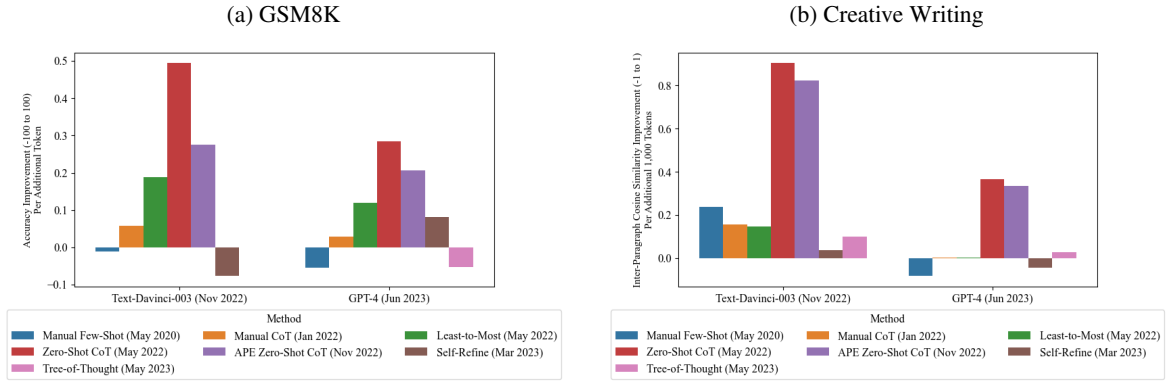 (a) GSM8K
Accuracy Improvement (-100 to 100)
Per Additional Token
0.5
0.4
0.3
0.2
0.1
0.0
−0.1
Text-Davinci-003 (Nov 2022)
GPT-4 (Jun 2023)
Method
Manual Few-Shot (May 2020)
Manual CoT (Jan 2022)
Least-to-Most (May 2022)
Zero-Shot CoT (May 2022)
APE Zero-Shot CoT (Nov 2022)
Self-Refine (Mar 2023)
Tree-of-Thought (May 2023)
(b) Creative Writing
Inter-Paragraph Cosine Similarity Improvement (-1 to 1)
Per Additional 1,000 Tokens
0.8
0.6
0.4
0.2
0.0
Text-Davinci-003 (Nov 2022)
GPT-4 (Jun 2023)
Method
Manual Few-Shot (May 2020)
Manual CoT (Jan 2022)
Least-to-Most (May 2022)
Zero-Shot CoT (May 2022)
APE Zero-Shot CoT (Nov 2022)
Self-Refine (Mar 2023)
Tree-of-Thought (May 2023)